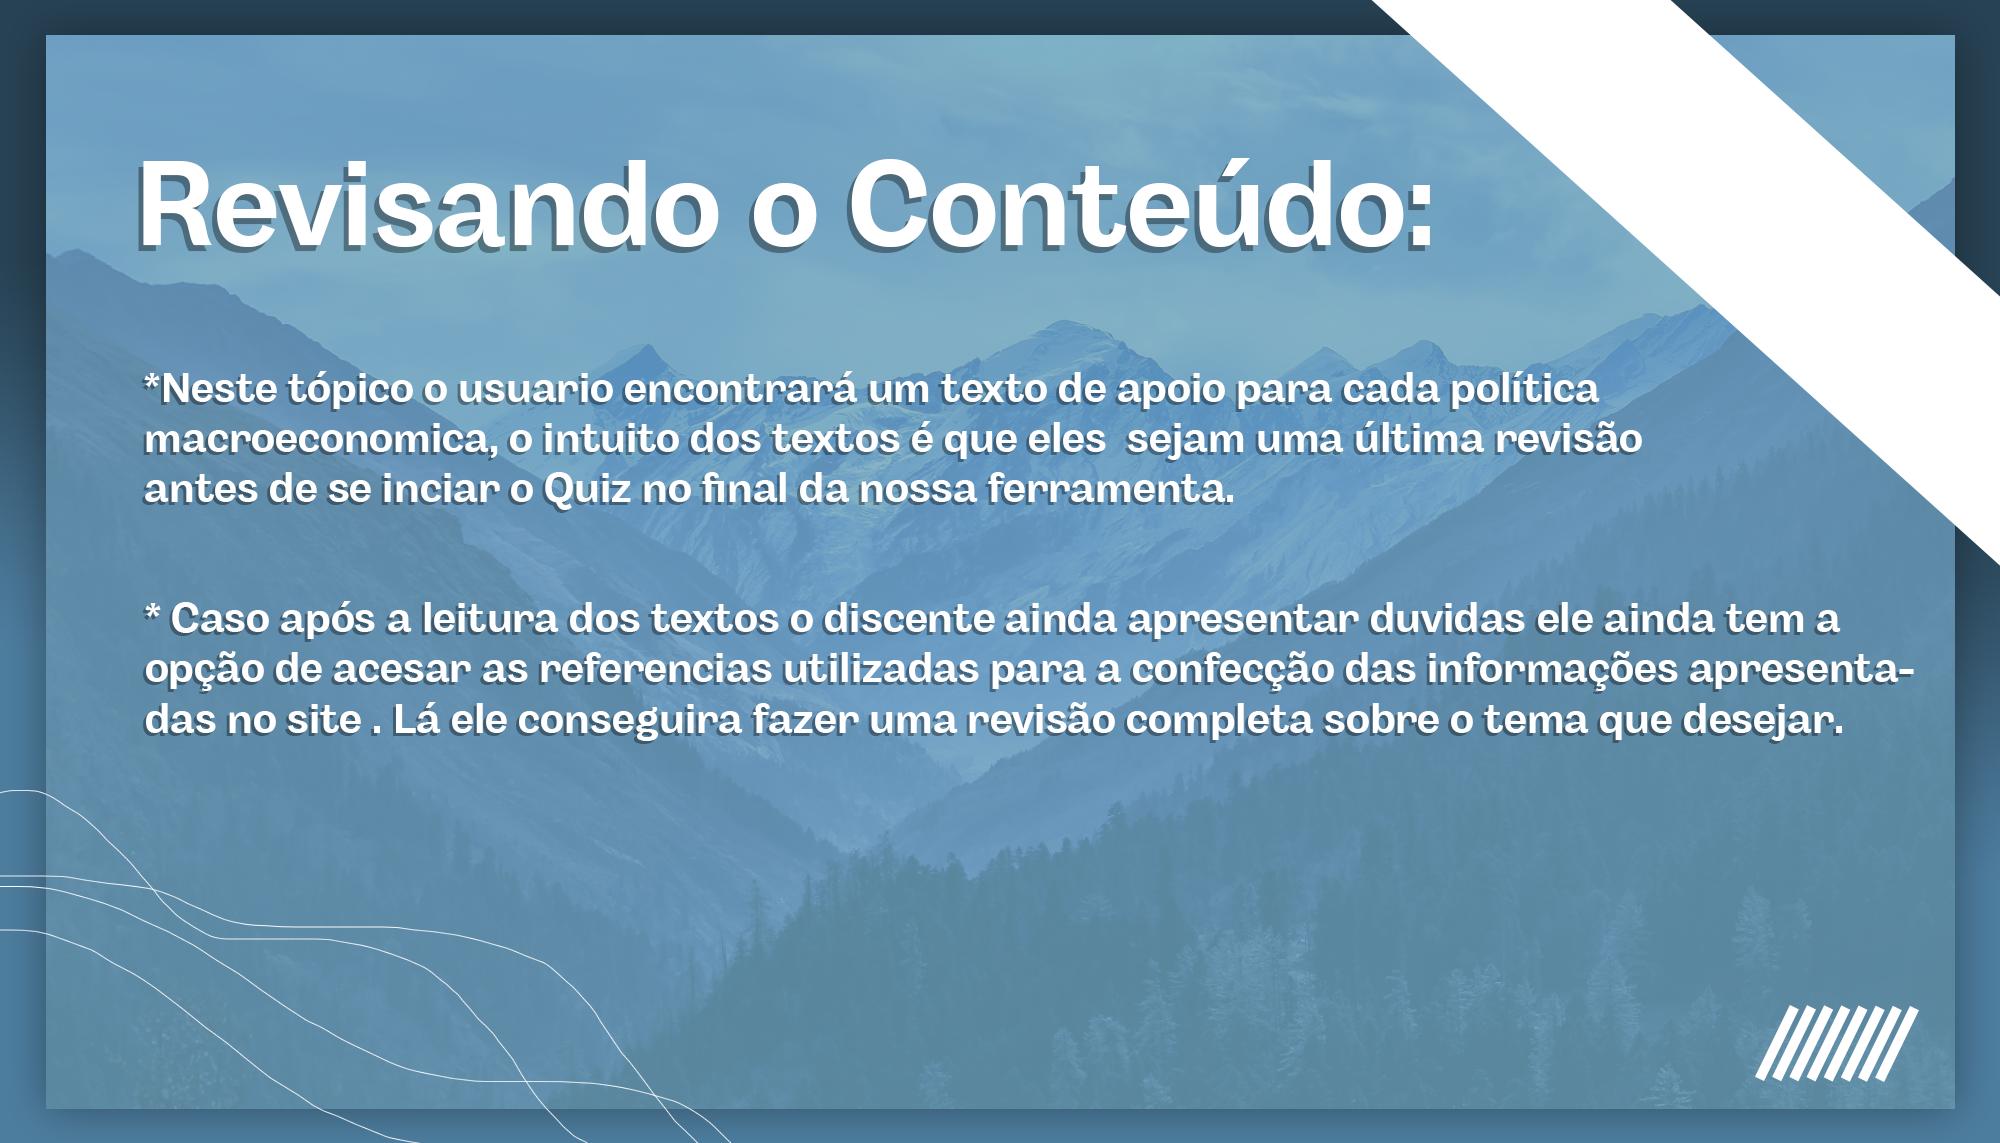 Revisando o Conteúdo:
*Neste tópico o usuario encontrará um texto de apoio para cada política
macroeconomica, o intuito dos textos é que eles  sejam uma última revisão
antes de se inciar o Quiz no final da nossa ferramenta.
* Caso após a leitura dos textos o discente ainda apresentar duvidas ele ainda tem a
opção de acesar as referencias utilizadas para a confecção das informações apresenta-
das no site . Lá ele conseguira fazer uma revisão completa sobre o tema que desejar.